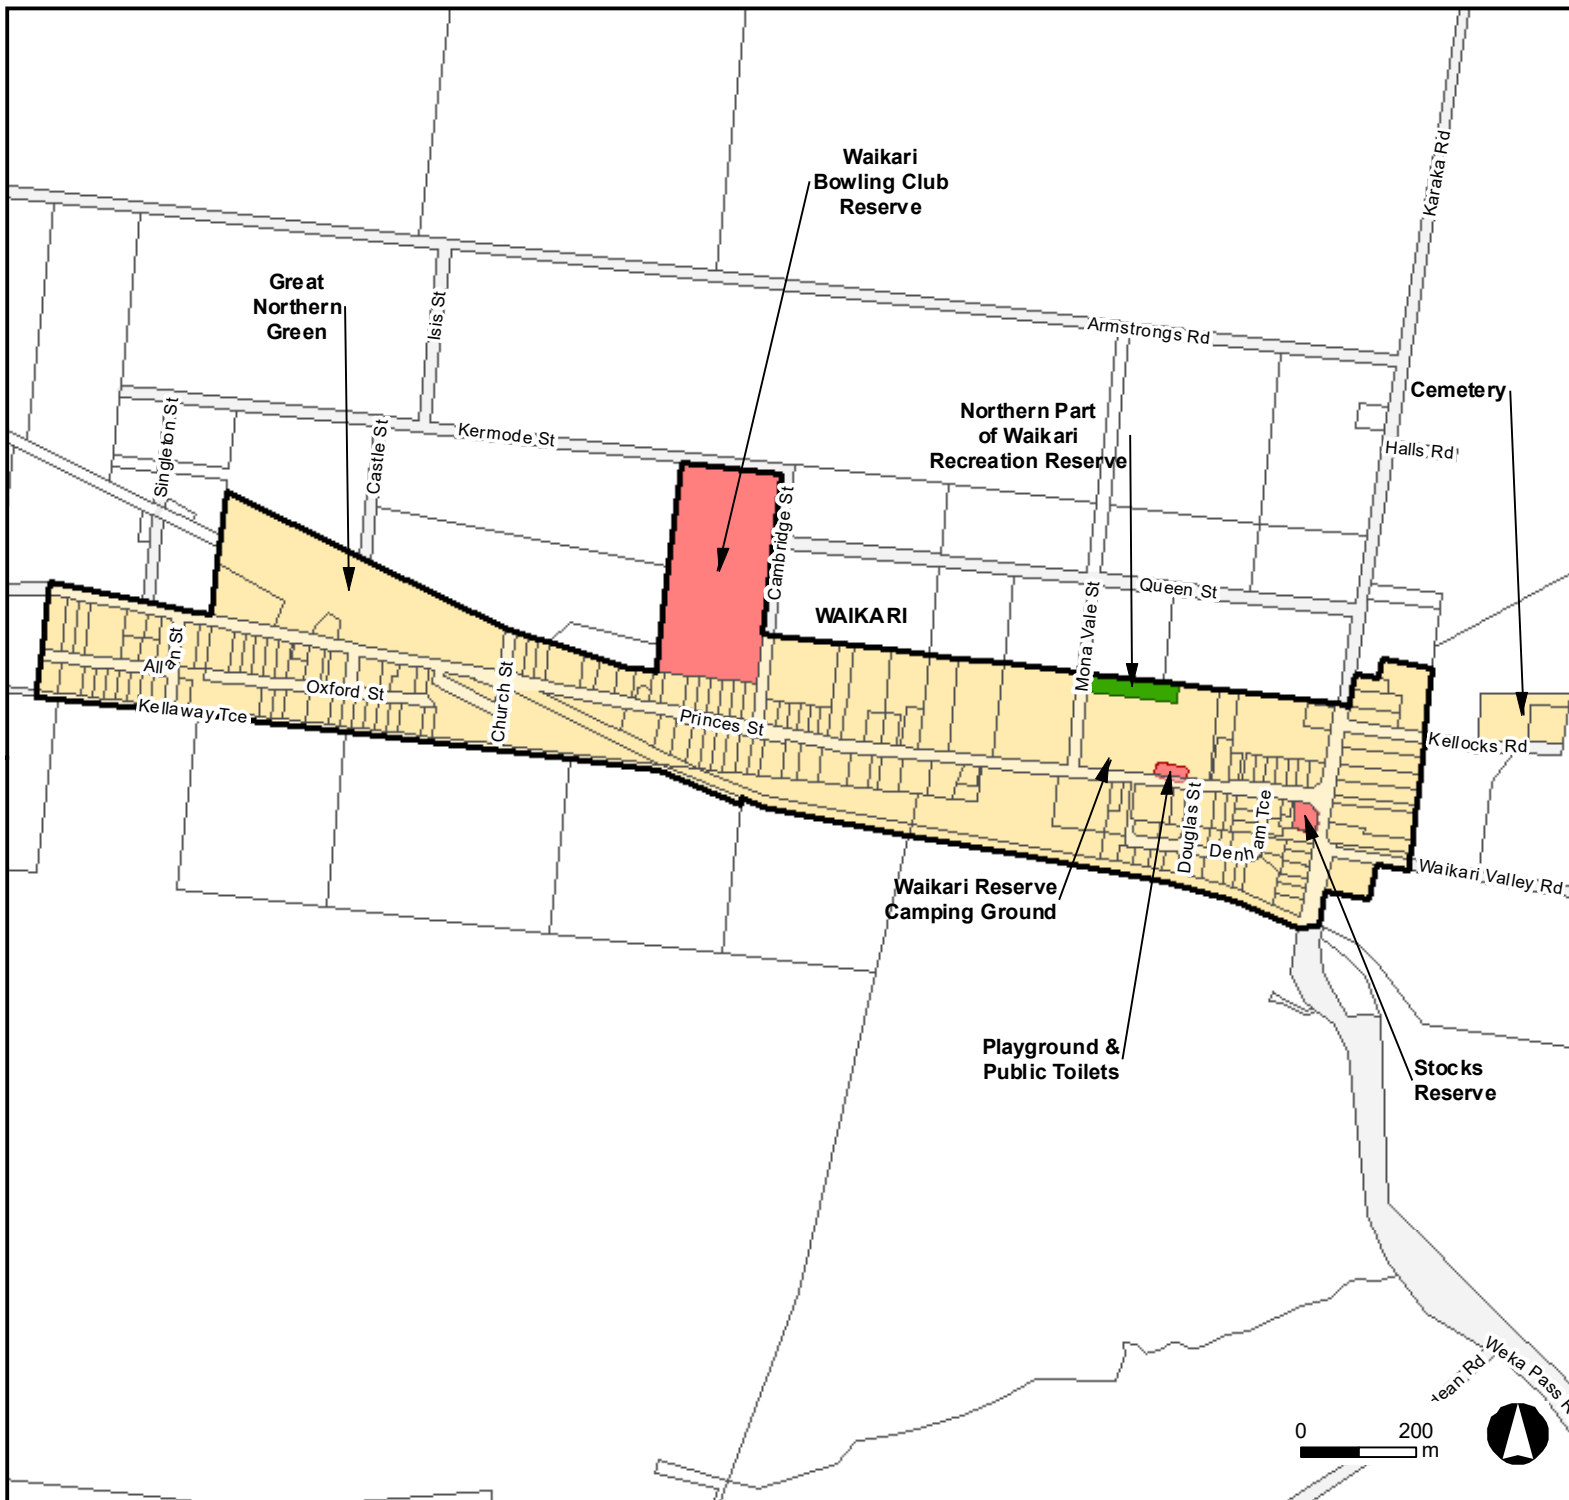 Waikari
Bowling Club
Reserve
Karaka Rd
Great
Northern
Green
Isis St
Armstrongs Rd
Cemetery
Northern Part
of Waikari
Recreation Reserve
Singleton St
Castle St
Kermode St
Halls Rd
Cambridge St
Queen St
WAIKARI
Mona Vale St
Allan St
Oxford St
Kellaway Tce
Church St
Princes St
Kellocks Rd
Douglas St
Denham Tce
Waikari Valley Rd
Waikari Reserve
Camping Ground
Playground &
Public Toilets
Stocks
Reserve
Weka Pass R
dean Rd
0 200
m